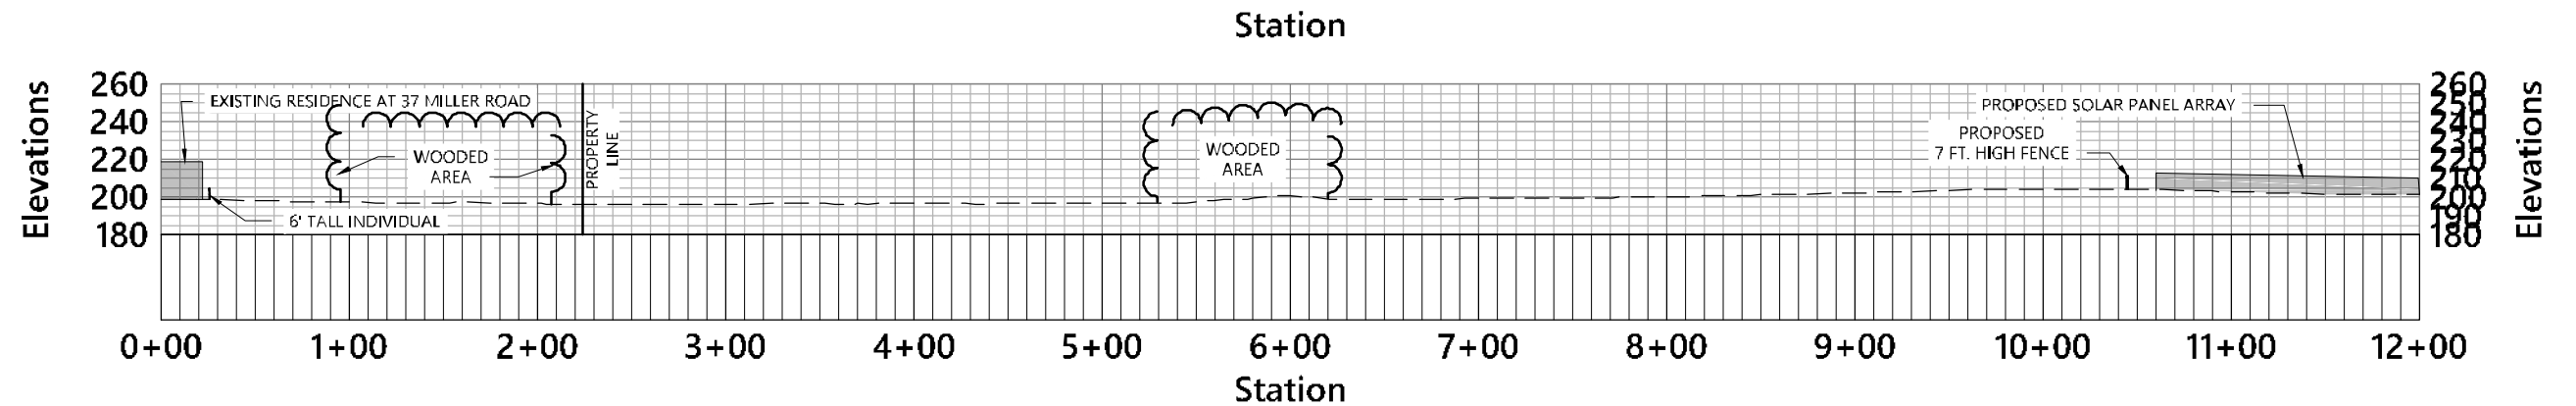 Station
Elevations
260
240
220
200
180
EXISTING RESIDENCE AT 37 MILLER ROAD
WOODED
AREA
6' TALL INDIVIDUAL
PROPERTY
LINE
WOODED
AREA
PROPOSED SOLAR PANEL ARRAY
PROPOSED
7 FT. HIGH FENCE
260
250
240
230
220
210
200
190
180
Elevations
0+00 1+00 2+00 3+00 4+00 5+00 6+00 7+00 8+00 9+00 10+00 11+00 12+00
Station